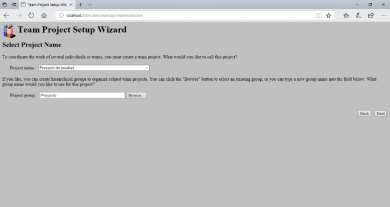 Team Project Setup Wiz
localhost
Team Project Setup Wizard
Select Project Name
To coordinate the work of several individuals or teams, you must create a team project. What would you like to call this project?
Project name:
If you like, you can create hierarchical groups to organize related team projects. You can click the "Browse" button to select an existing group, or you can type a new group name into the field below. What
group name would you like to use for this project?
Project group: Browse...
Back Next